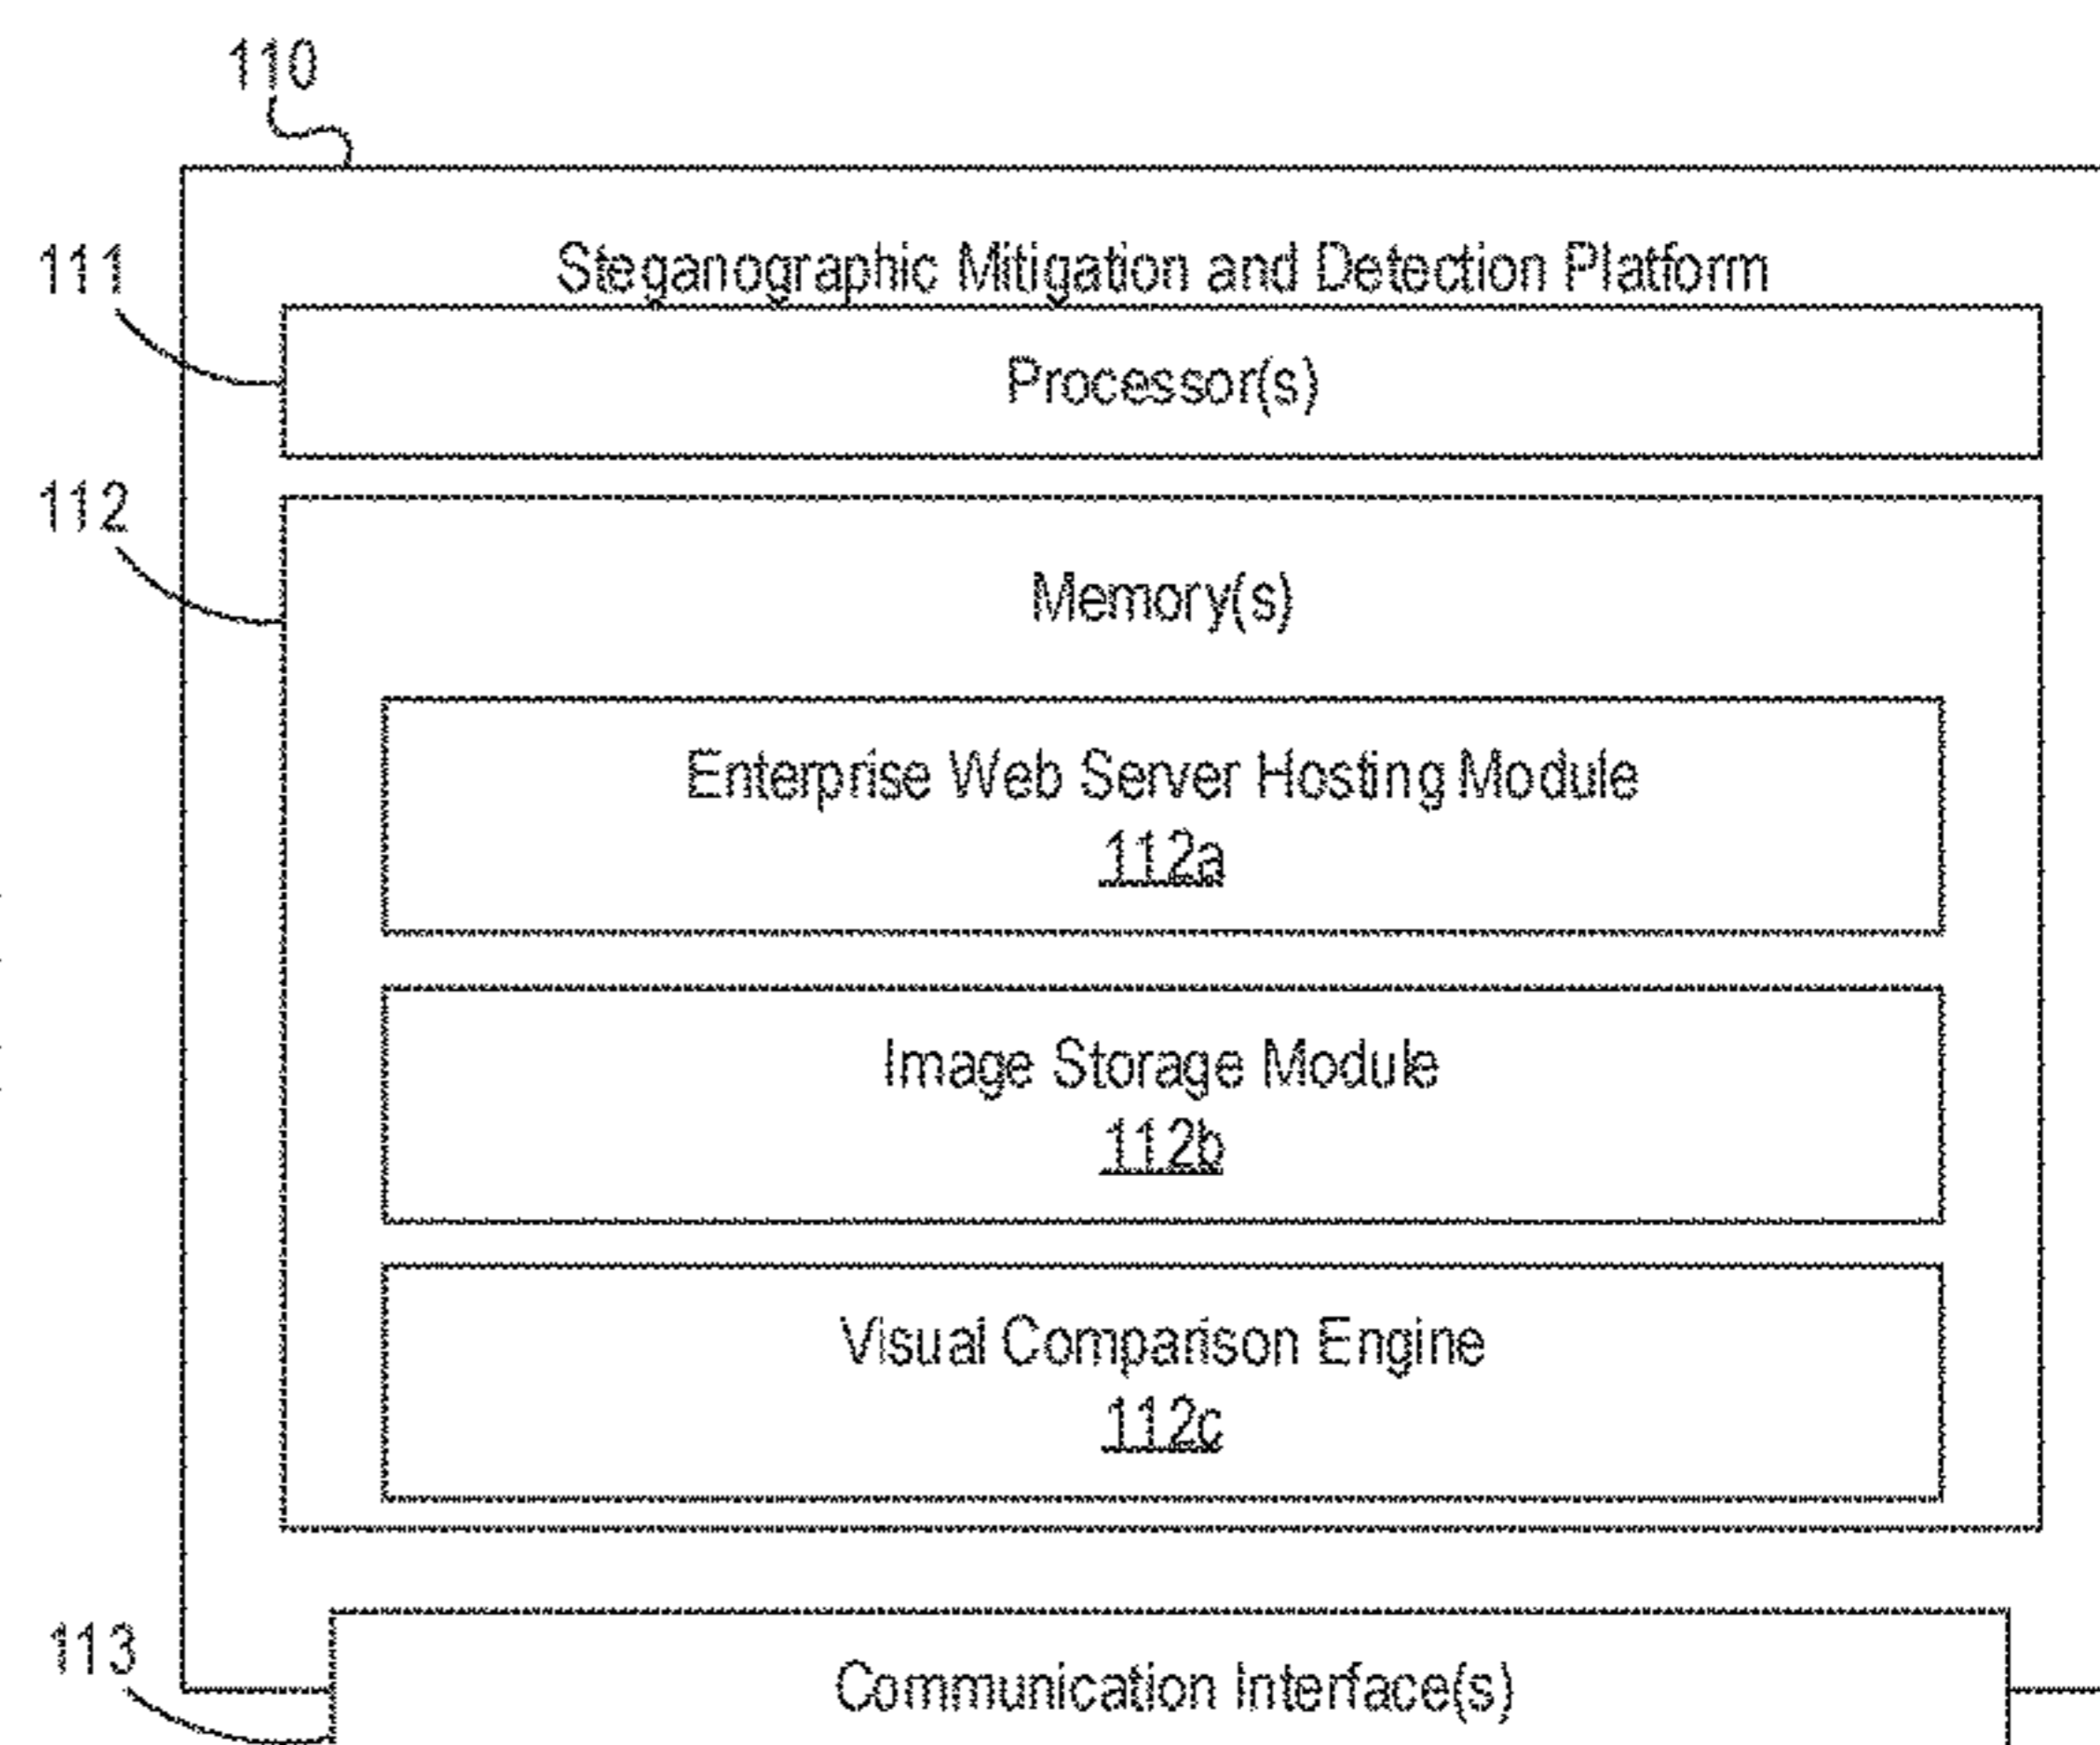 110
Steganographic Mitigation and Detection Platform
111
Processor(s)
112
Memory(s)
Enterprise Web Server Hosting Module
112a
Image Storage Module
112b
Visual Comparison Engine
112c
113
Communication Interface(s)